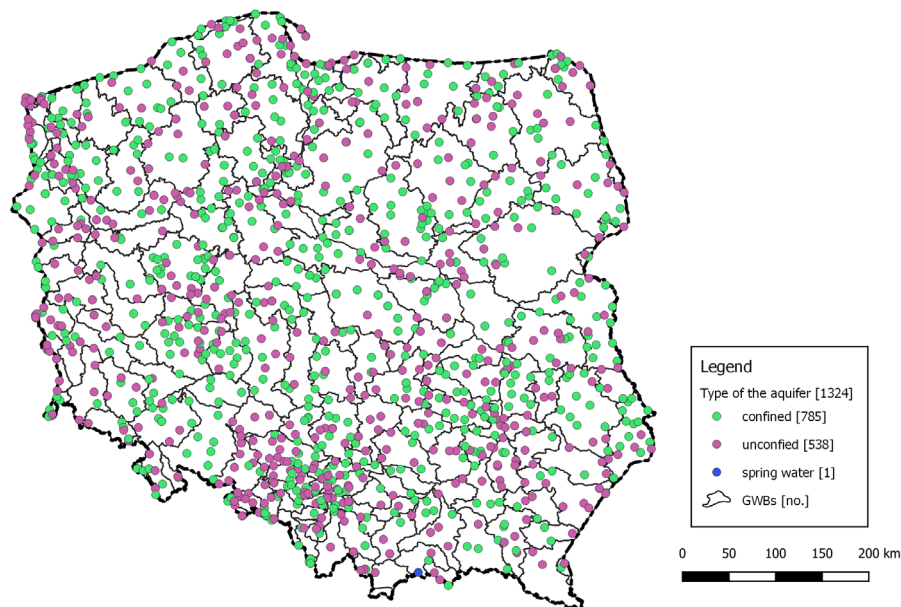 Legend
Type of the aquifer [1324]
confined [785]
unconfied [538]
spring water [1]
GWBs [no.]
0 50 100 150 200 km